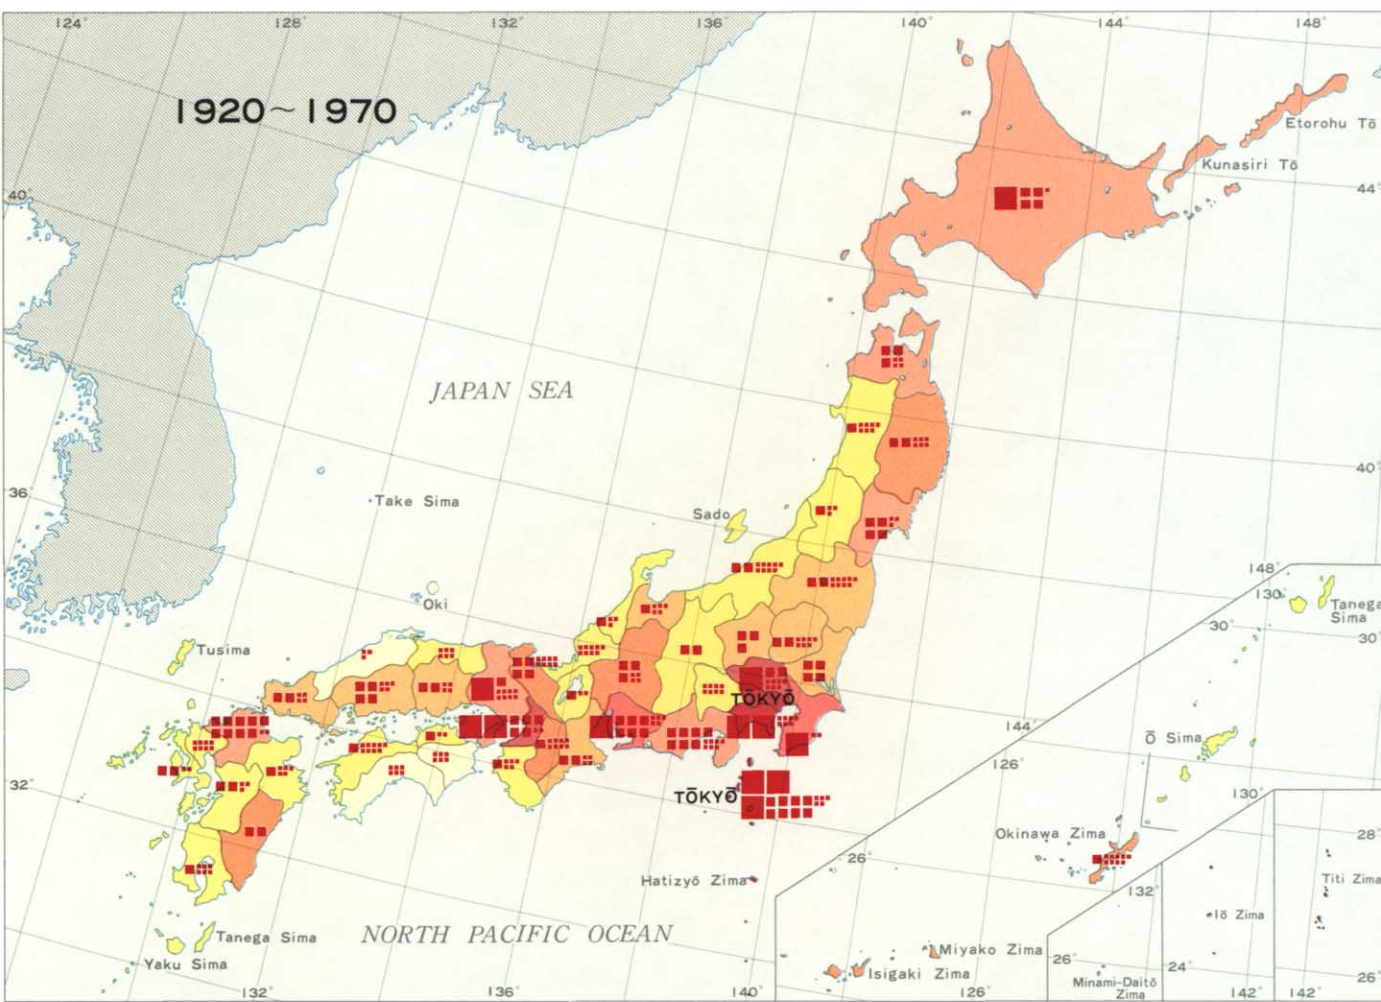 124°
128°
132°
136°
140°
144°
148°
1920~1970
Etorohu Tō
Kunasiri Tō
44°
40°
JAPAN SEA
40°
36°
Take Sima
Sado
Oki
148°
130°
Tanega
Sima
30°
30°
Tusima
TŌKYŌ
144°
Ō Sima
126°
32°
TŌKYŌ
130°
Okinawa Zima
28°
26°
Hatizyō Zima
132°
Titi Zima
Iō Zima
NORTH PACIFIC OCEAN
Tanega Sima
Miyako Zima
Yaku Sima
Isigaki Zima
26°
24°
26°
Minami-Daitō
Zima
132°
136°
140°
126°
142°
142°